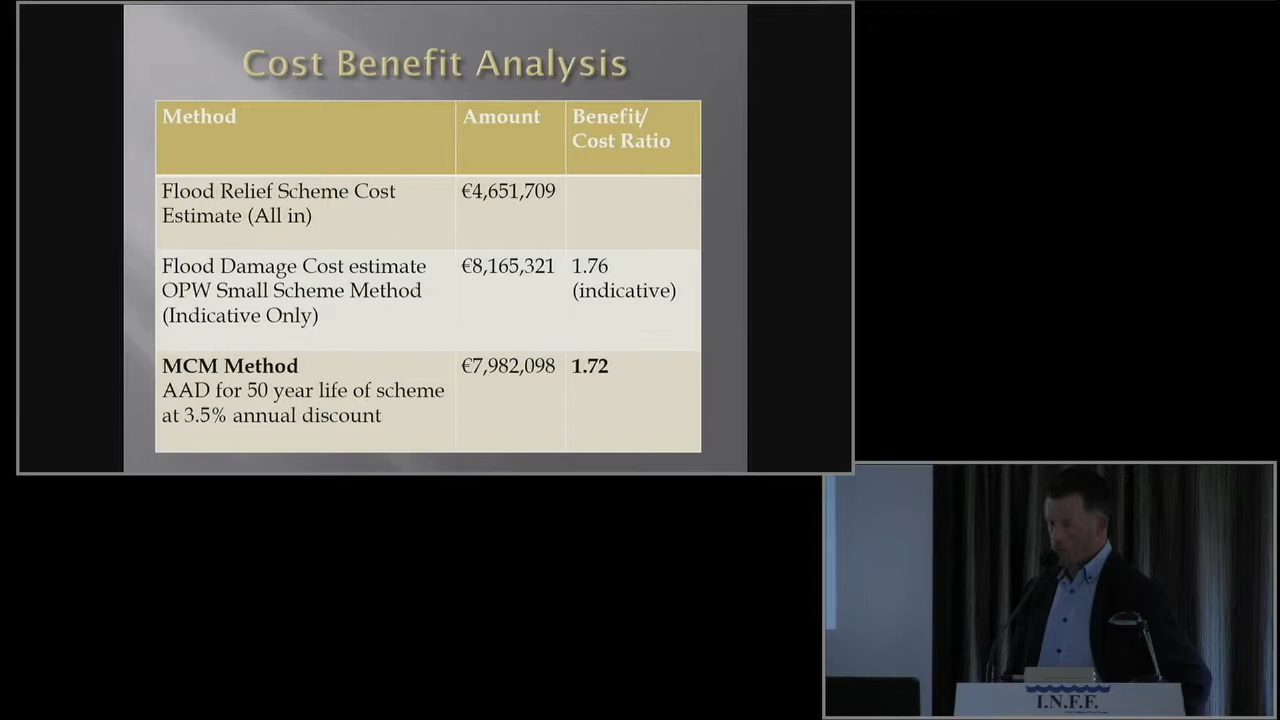 Cost Benefit Analysis
Method
Amount
Benefit/
Cost Ratio
Flood Relief Scheme Cost
Estimate (All in)
€4,651,709
Flood Damage Cost estimate
OPW Small Scheme Method
(Indicative Only)
€8,165,321
1.76
(indicative)
MCM Method
AAD for 50 year life of scheme
at 3.5% annual discount
€7,982,098
1.72
I.N.F.F.